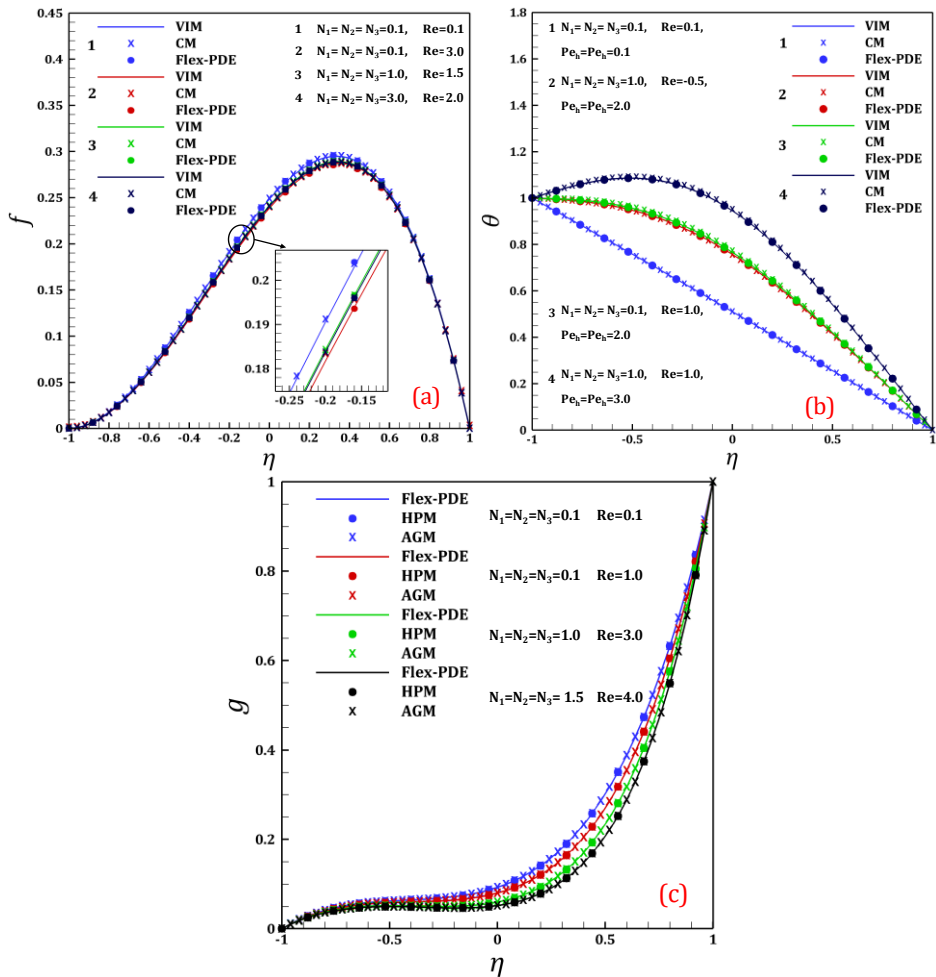 0.45
0.4
0.35
0.3
0.25
0.2
0.15
0.1
0.05
0
f
VIM
1 CM
Flex-PDE
VIM
2 CM
Flex-PDE
VIM
3 CM
Flex-PDE
VIM
4 CM
Flex-PDE
1 N₁= N₂= N₃=0.1, Re=0.1
2 N₁= N₂= N₃=0.1, Re=3.0
3 N₁= N₂= N₃=1.0, Re=1.5
4 N₁= N₂= N₃=3.0, Re=2.0
0.2
0.19
0.18
-0.25 -0.2 -0.15
(a)
-1 -0.8 -0.6 -0.4 -0.2 0 0.2 0.4 0.6 0.8 1
η
1.8
1.6
1.4
1.2
1
0.8
0.6
0.4
0.2
0
θ
1 N₁= N₂= N₃=0.1, Re=0.1,
Peₕ=Peₕ=0.1
2 N₁= N₂= N₃=1.0, Re=-0.5,
Peₕ=Peₕ=2.0
VIM
1 CM
Flex-PDE
VIM
2 CM
Flex-PDE
VIM
3 CM
Flex-PDE
VIM
4 CM
Flex-PDE
3 N₁= N₂= N₃=0.1, Re=1.0,
Peₕ=Peₕ=2.0
4 N₁= N₂= N₃=1.0, Re=1.0,
Peₕ=Peₕ=3.0
(b)
-1 -0.5 0 0.5 1
η
1
0.8
0.6
0.4
0.2
0
g
Flex-PDE
HPM N₁=N₂=N₃=0.1 Re=0.1
AGM
Flex-PDE
HPM N₁=N₂=N₃=0.1 Re=1.0
AGM
Flex-PDE
HPM N₁=N₂=N₃=1.0 Re=3.0
AGM
Flex-PDE
HPM N₁=N₂=N₃= 1.5 Re=4.0
AGM
(c)
-1 -0.5 0 0.5 1
η